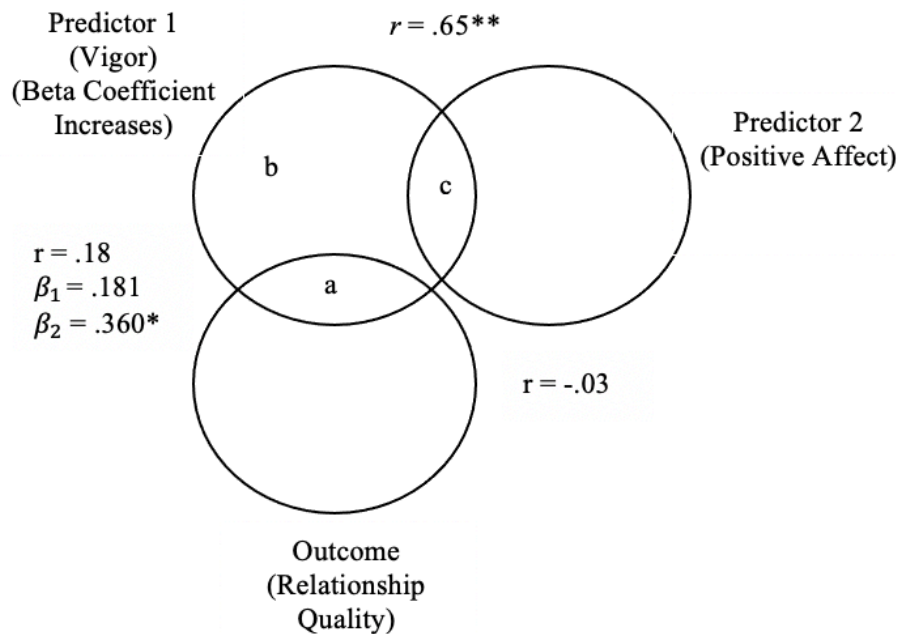 Predictor 1
(Vigor)
(Beta Coefficient
Increases)
r = .65**
Predictor 2
(Positive Affect)
b
c
r = .18
β₁ = .181
β₂ = .360*
a
r = -.03
Outcome
(Relationship
Quality)